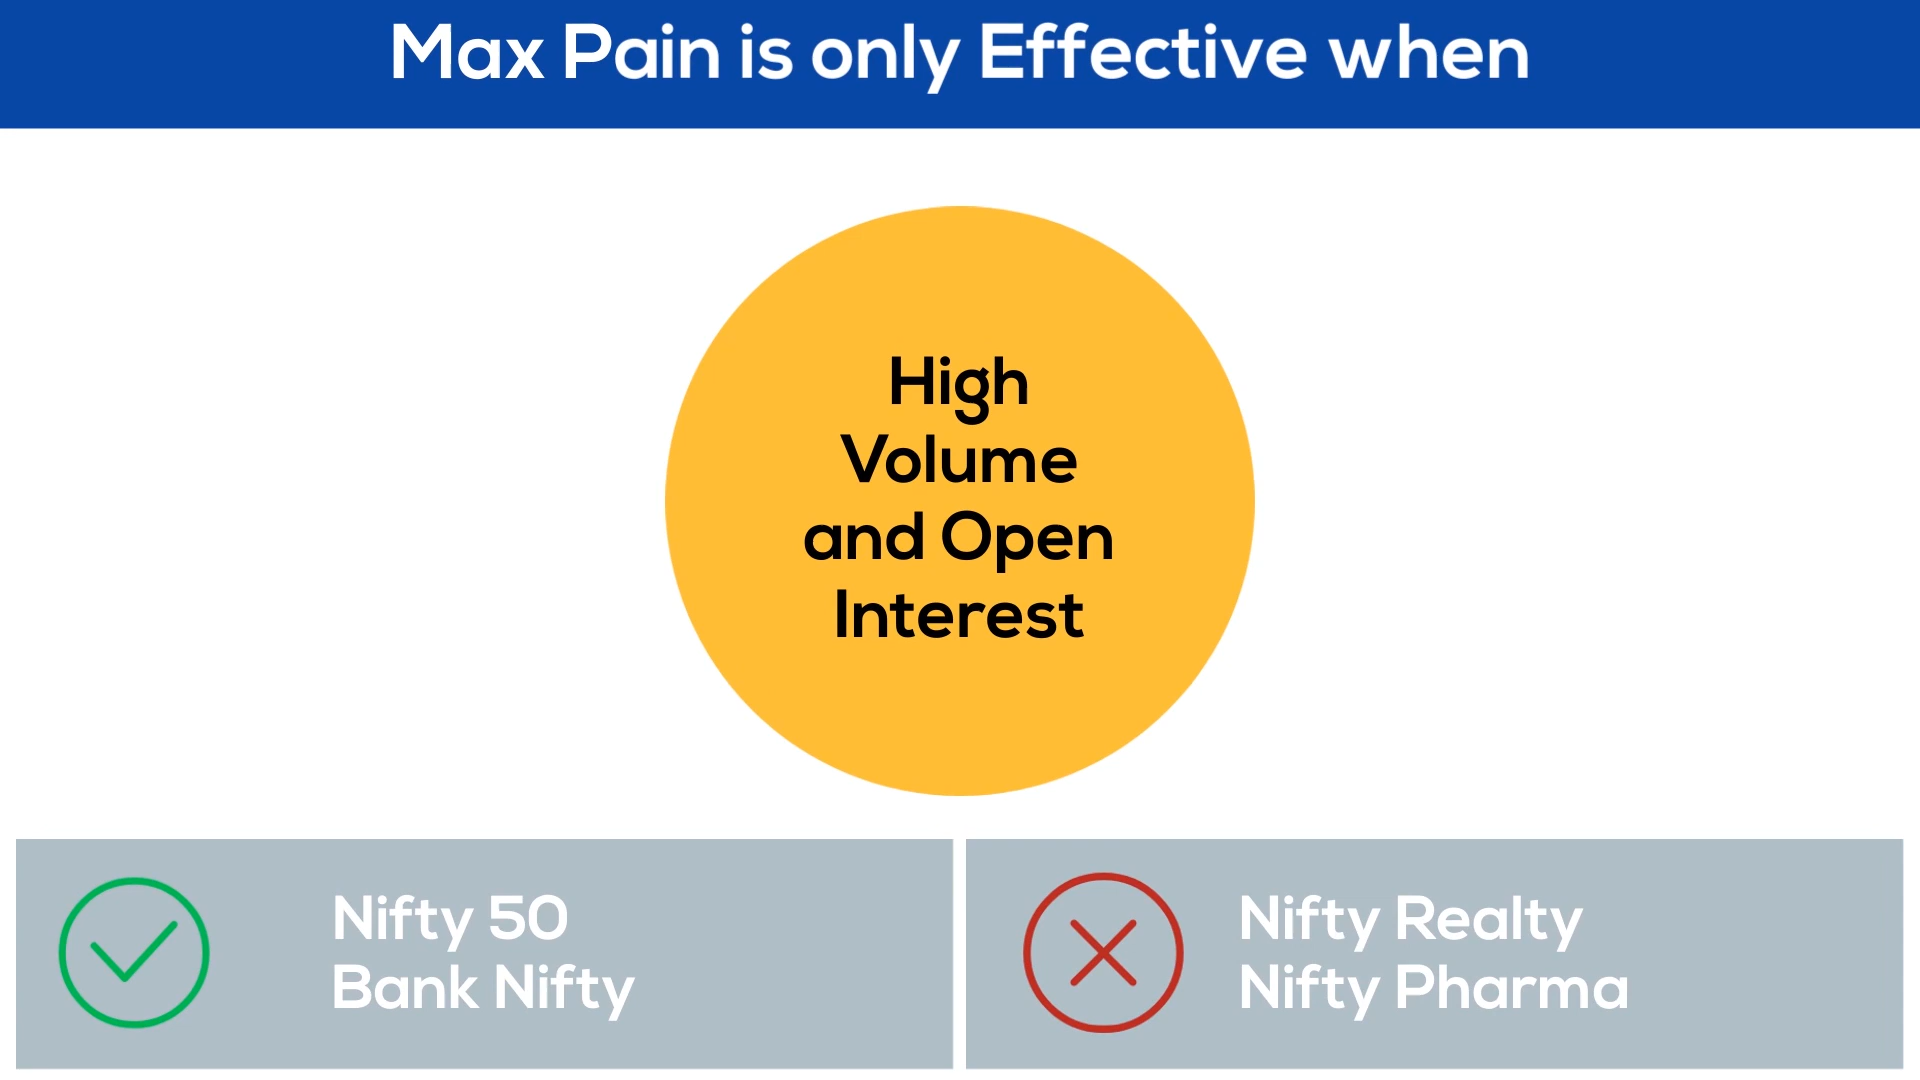 Max Pain is only Effective when
High
Volume
and Open
Interest
Nifty 50
Bank Nifty
Nifty Realty
Nifty Pharma